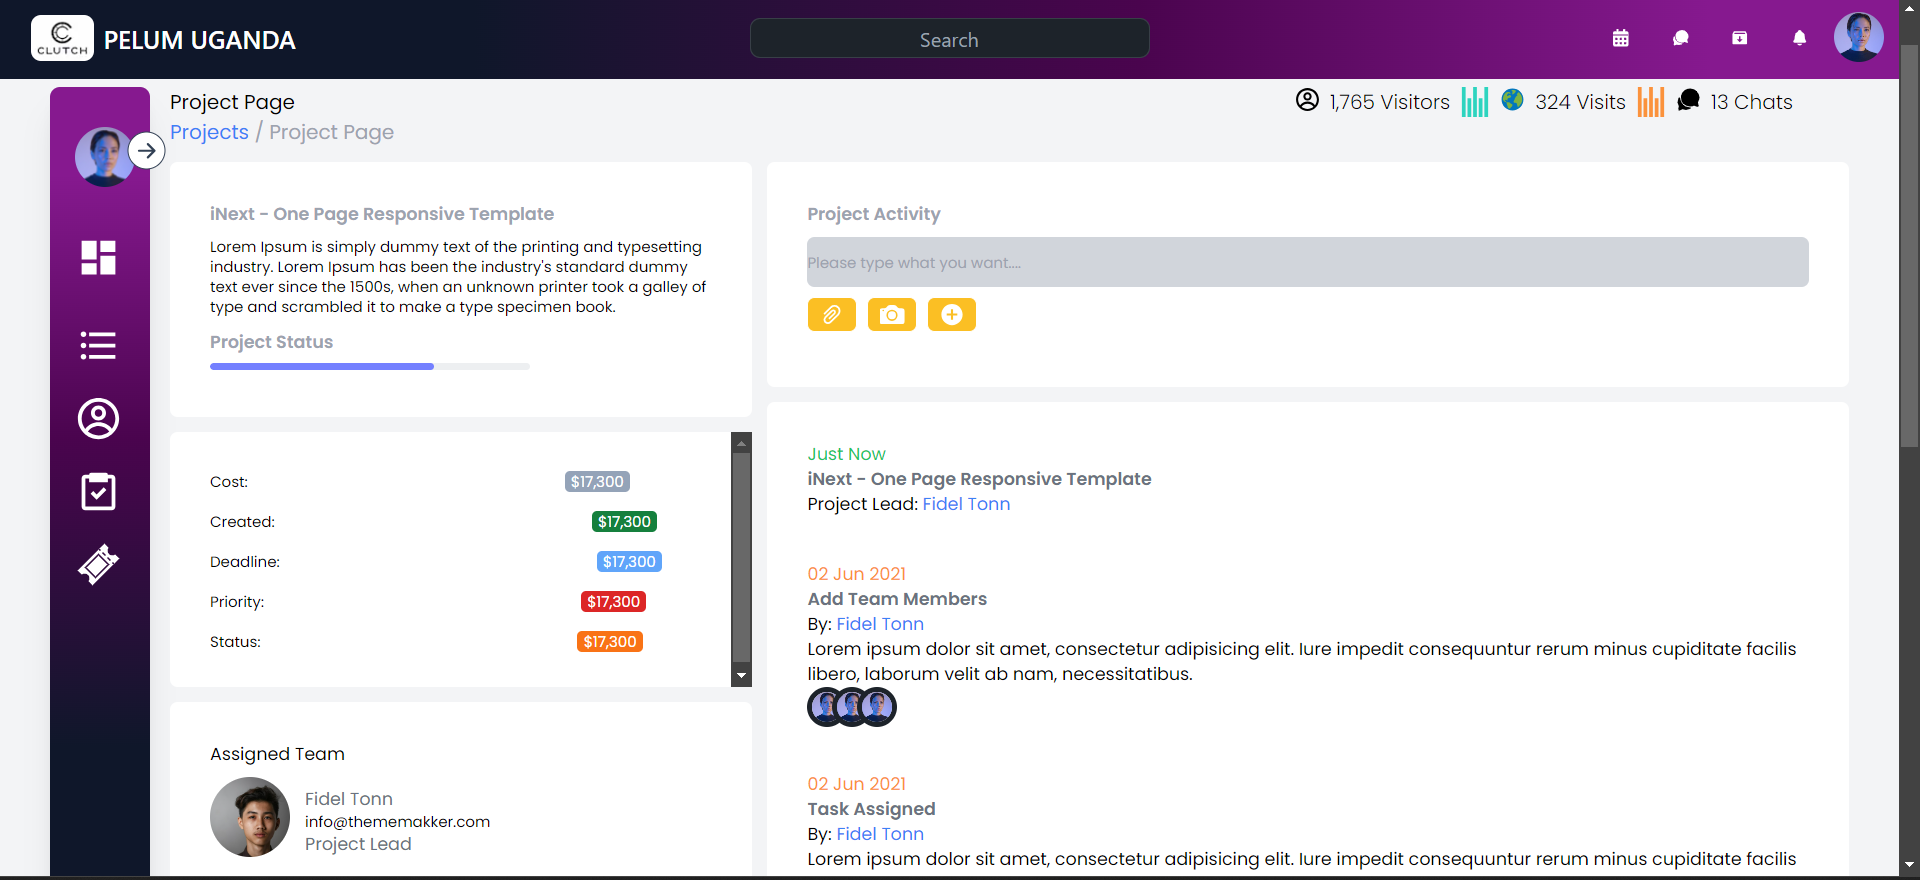 CLUTCH
PELUM UGANDA
Search
Project Page
Projects / Project Page
1,765 Visitors
324 Visits
13 Chats
iNext - One Page Responsive Template
Lorem Ipsum is simply dummy text of the printing and typesetting
industry. Lorem Ipsum has been the industry's standard dummy
text ever since the 1500s, when an unknown printer took a galley of
type and scrambled it to make a type specimen book.
Project Status
Cost: $17,300
Created: $17,300
Deadline: $17,300
Priority: $17,300
Status: $17,300
Assigned Team
Fidel Tonn
info@thememakker.com
Project Lead
Project Activity
Please type what you want....
Just Now
iNext - One Page Responsive Template
Project Lead: Fidel Tonn
02 Jun 2021
Add Team Members
By: Fidel Tonn
Lorem ipsum dolor sit amet, consectetur adipisicing elit. Iure impedit consequuntur rerum minus cupiditate facilis
libero, laborum velit ab nam, necessitatibus.
02 Jun 2021
Task Assigned
By: Fidel Tonn
Lorem ipsum dolor sit amet, consectetur adipisicing elit. Iure impedit consequuntur rerum minus cupiditate facilis